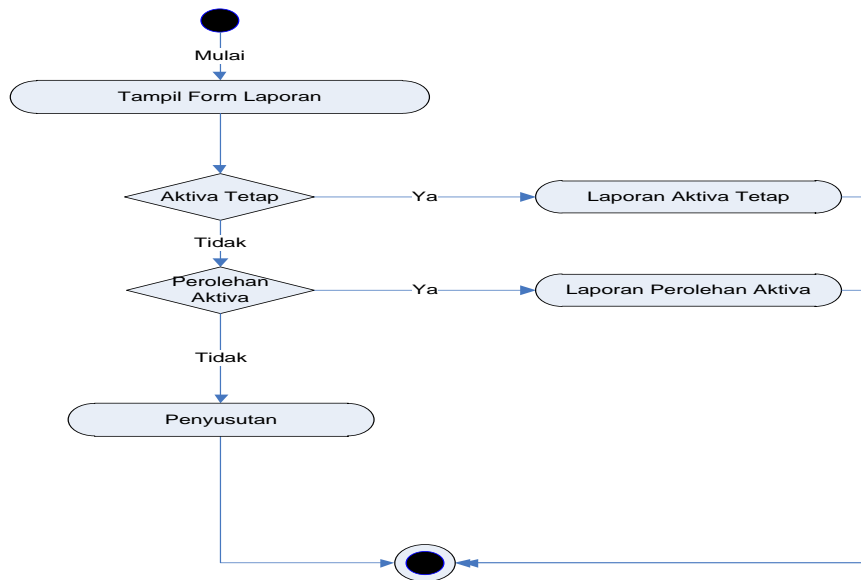 Mulai
Tampil Form Laporan
Aktiva Tetap
Ya
Laporan Aktiva Tetap
Tidak
Perolehan
Aktiva
Ya
Laporan Perolehan Aktiva
Tidak
Penyusutan